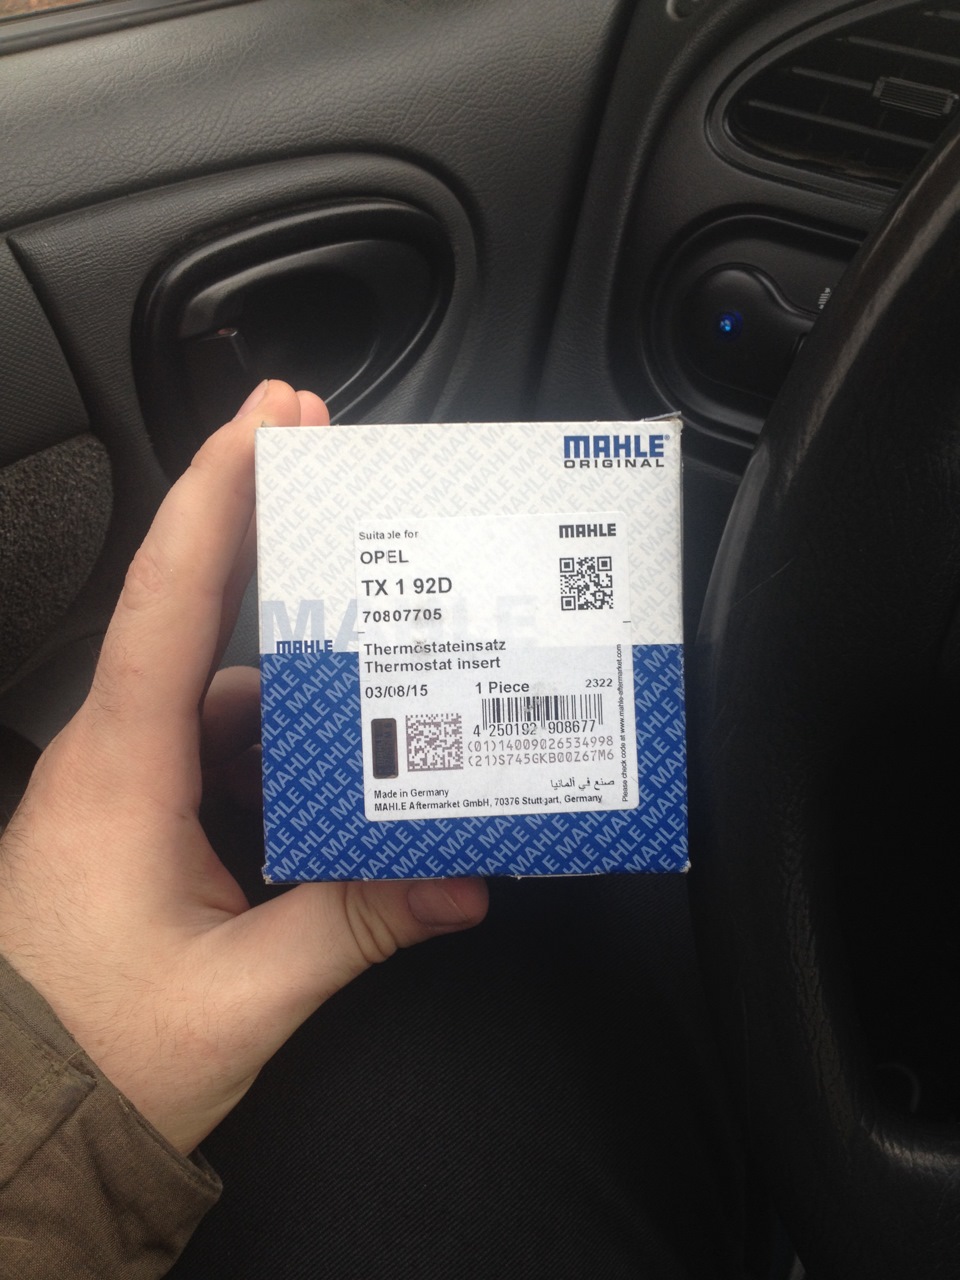 MAHLE
ORIGINAL
Suitable for
MAHLE
OPEL
TX 1 92D
70807705
MAHLE
Thermostateinsatz
Thermostat insert
03/08/15
1 Piece
2322
4 250192 908677
(01)14009026534998
(21)S745GKB00Z67M6
صنع في ألمانيا
Made in Germany
MAHLE Aftermarket GmbH, 70376 Stuttgart, Germany
Please check code at www.mahle-aftermarket.com